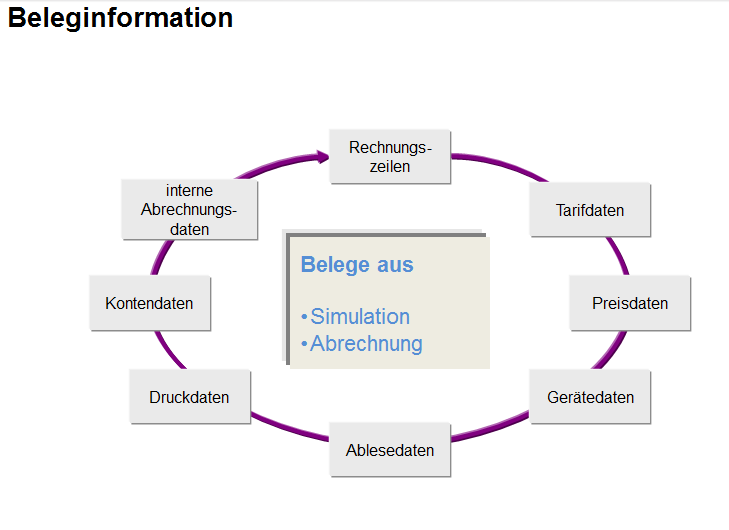 Beleginformation
Rechnungs-
zeilen
interne
Abrechnungs-
daten
Tarifdaten
Belege aus
•Simulation
•Abrechnung
Kontendaten
Preisdaten
Druckdaten
Gerätedaten
Ablesedaten